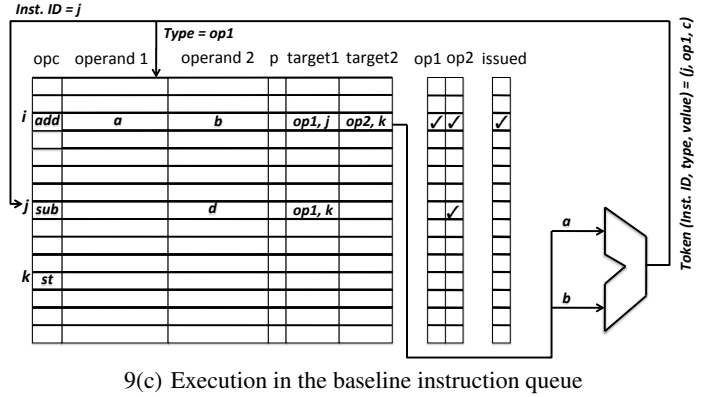 Inst. ID = j
Type = op1
opc operand 1 operand 2 p target1 target2 op1 op2 issued
i add a b op1, j op2, k ✓ ✓ ✓
j sub d op1, k ✓
k st
a
b
Token (Inst. ID, type, value) = (j, op1, c)
9(c) Execution in the baseline instruction queue